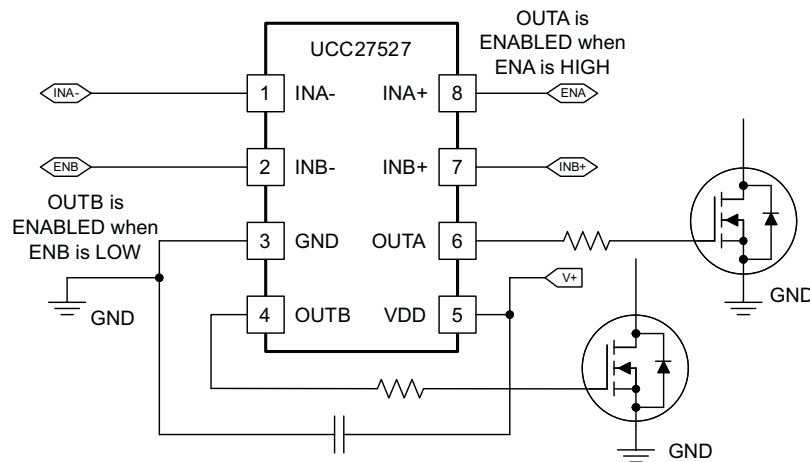 OUTA is
ENABLED when
ENA is HIGH
UCC27527
INA-
1
INA-
INA+
8
ENA
ENB
2
INB-
INB+
7
INB+
OUTB is
ENABLED when
ENB is LOW
3
GND
OUTA
6
GND
GND
4
OUTB
VDD
5
V+
GND